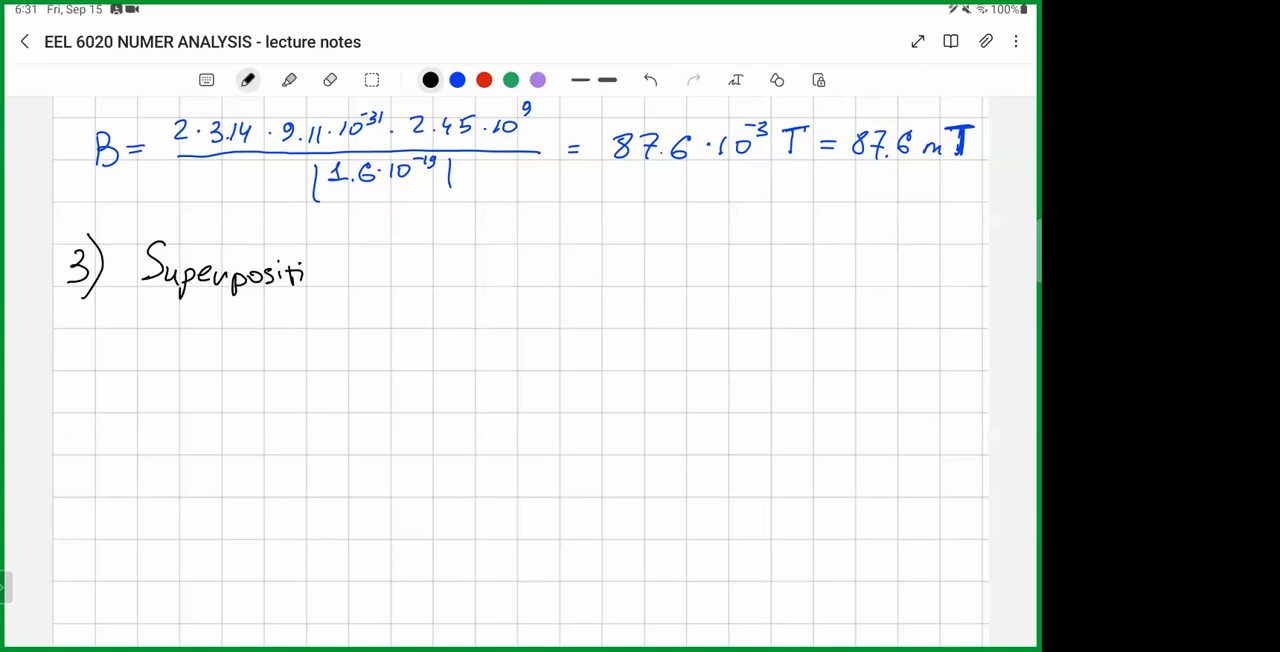 6:31 Fri, Sep 15 100%
EEL 6020 NUMER ANALYSIS - lecture notes
B = 2 · 3.14 · 9.11 · 10^-31 · 2.45 · 10^9 / |1.6 · 10^-19| = 87.6 · 10^-3 T = 87.6 mT
3) Superpositi